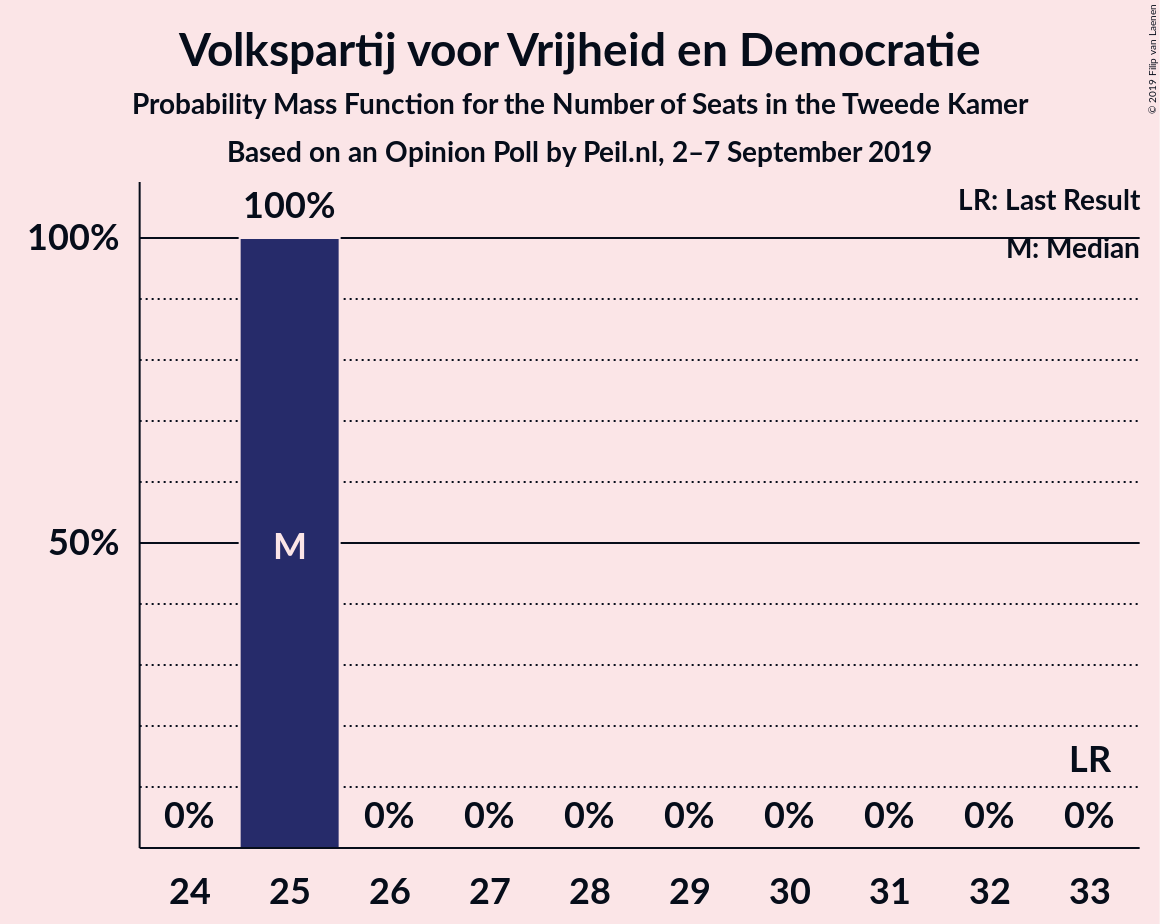 Volkspartij voor Vrijheid en Democratie
Probability Mass Function for the Number of Seats in the Tweede Kamer
Based on an Opinion Poll by Peil.nl, 2–7 September 2019
© 2019 Filip van Laenen
LR: Last Result
M: Median
100%
100%
50%
M
LR
0% 0% 0% 0% 0% 0% 0% 0% 0%
24 25 26 27 28 29 30 31 32 33